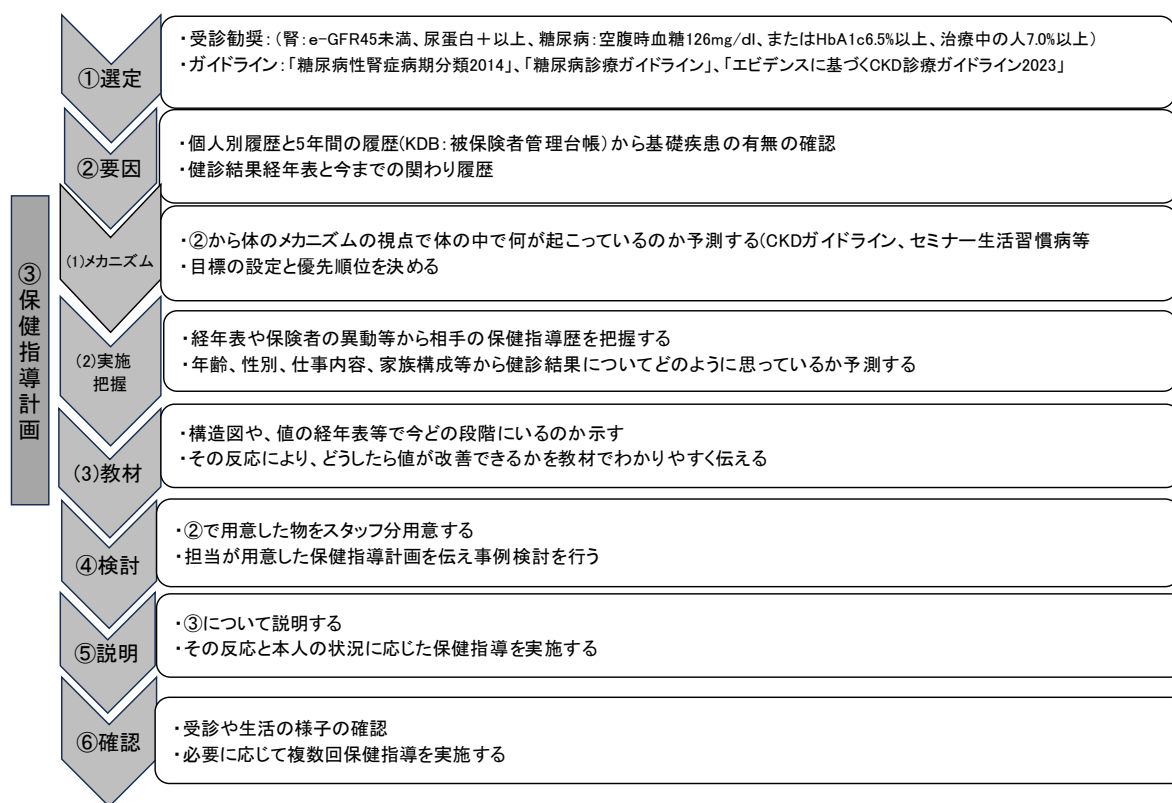 ①選定
・受診勧奨：（腎：e-GFR45未満、尿蛋白＋以上、糖尿病：空腹時血糖126mg/dl、またはHbA1c6.5%以上、治療中の人7.0%以上）
・ガイドライン：「糖尿病性腎症病期分類2014」、「糖尿病診療ガイドライン」、「エビデンスに基づくCKD診療ガイドライン2023」
②要因
・個人別履歴と5年間の履歴(KDB：被保険者管理台帳）から基礎疾患の有無の確認
・健診結果経年表と今までの関わり履歴
③保健指導計画
(1)メカニズム
・②から体のメカニズムの視点で体の中で何が起こっているのか予測する(CKDガイドライン、セミナー生活習慣病等
・目標の設定と優先順位を決める
(2)実施
把握
・経年表や保険者の異動等から相手の保健指導歴を把握する
・年齢、性別、仕事内容、家族構成等から健診結果についてどのように思っているか予測する
(3)教材
・構造図や、値の経年表等で今どの段階にいるのか示す
・その反応により、どうしたら値が改善できるかを教材でわかりやすく伝える
④検討
・②で用意した物をスタッフ分用意する
・担当が用意した保健指導計画を伝え事例検討を行う
⑤説明
・③について説明する
・その反応と本人の状況に応じた保健指導を実施する
⑥確認
・受診や生活の様子の確認
・必要に応じて複数回保健指導を実施する